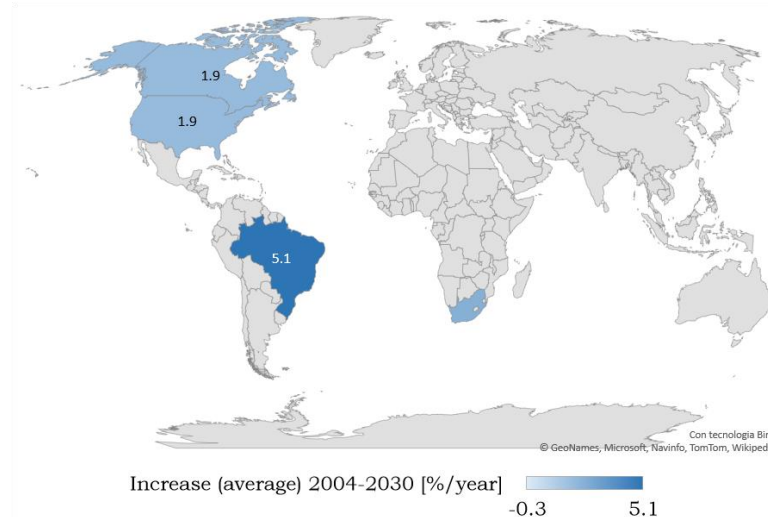 1.9
1.9
5.1
Con tecnologia Bin
© GeoNames, Microsoft, Navinfo, TomTom, Wikiped
Increase (average) 2004-2030 [%/year]
-0.3 5.1